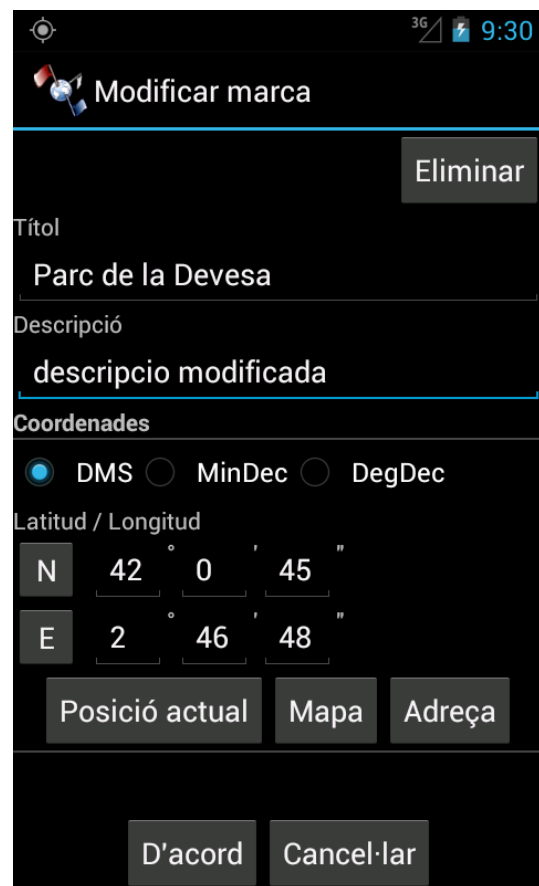 3G 9:30
Modificar marca
Eliminar
Títol
Parc de la Devesa
Descripció
descripcio modificada
Coordenades
DMS MinDec DegDec
Latitud / Longitud
N 42 ° 0 ' 45 "
E 2 ° 46 ' 48 "
Posició actual Mapa Adreça
D'acord Cancel·lar